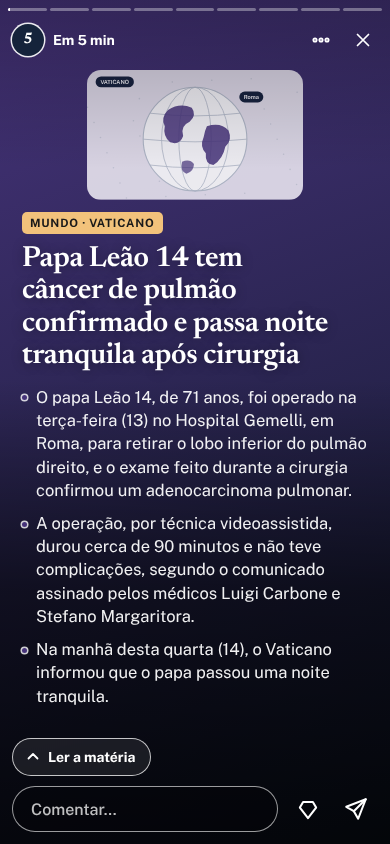 5
Em 5 min
VATICANO
Roma
MUNDO · VATICANO
Papa Leão 14 tem
câncer de pulmão
confirmado e passa noite
tranquila após cirurgia
O papa Leão 14, de 71 anos, foi operado na
terça-feira (13) no Hospital Gemelli, em
Roma, para retirar o lobo inferior do pulmão
direito, e o exame feito durante a cirurgia
confirmou um adenocarcinoma pulmonar.
A operação, por técnica videoassistida,
durou cerca de 90 minutos e não teve
complicações, segundo o comunicado
assinado pelos médicos Luigi Carbone e
Stefano Margaritora.
Na manhã desta quarta (14), o Vaticano
informou que o papa passou uma noite
tranquila.
Ler a matéria
Comentar...